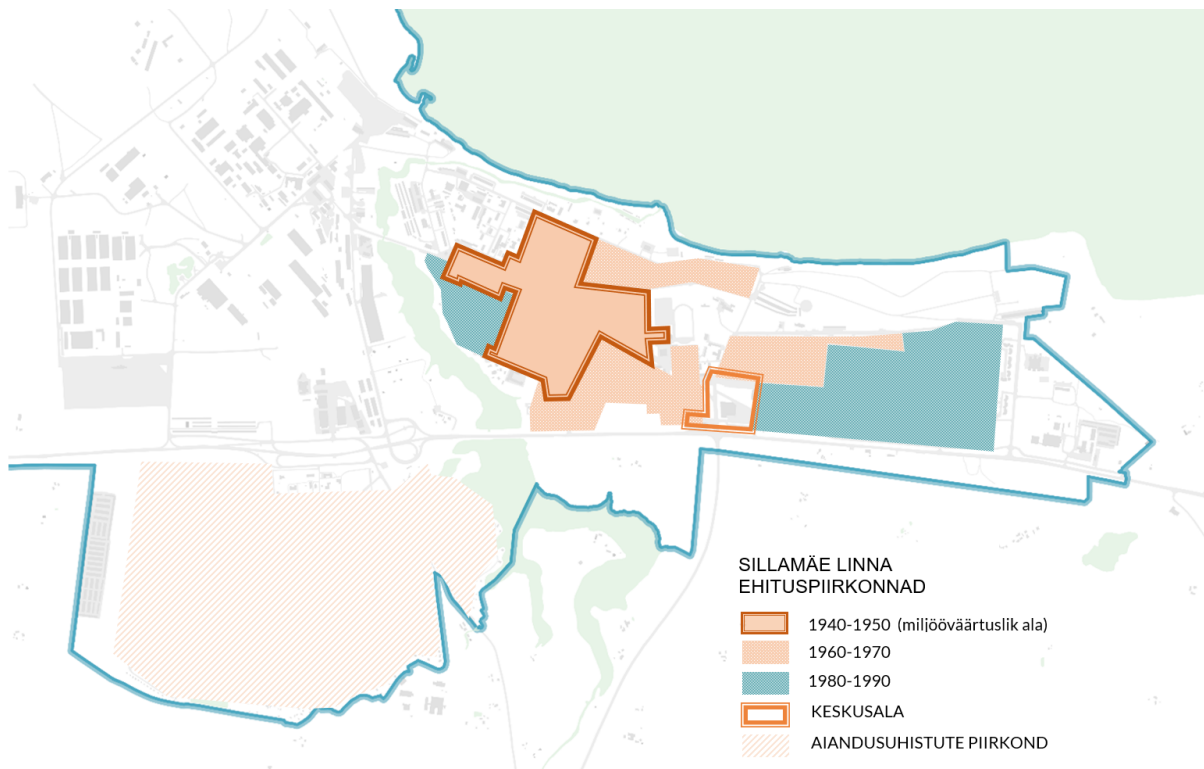 SILLAMÄE LINNA
EHITUSPIIRKONNAD
1940-1950 (miljööväärtuslik ala)
1960-1970
1980-1990
KESKUSALA
AIANDUSUHISTUTE PIIRKOND